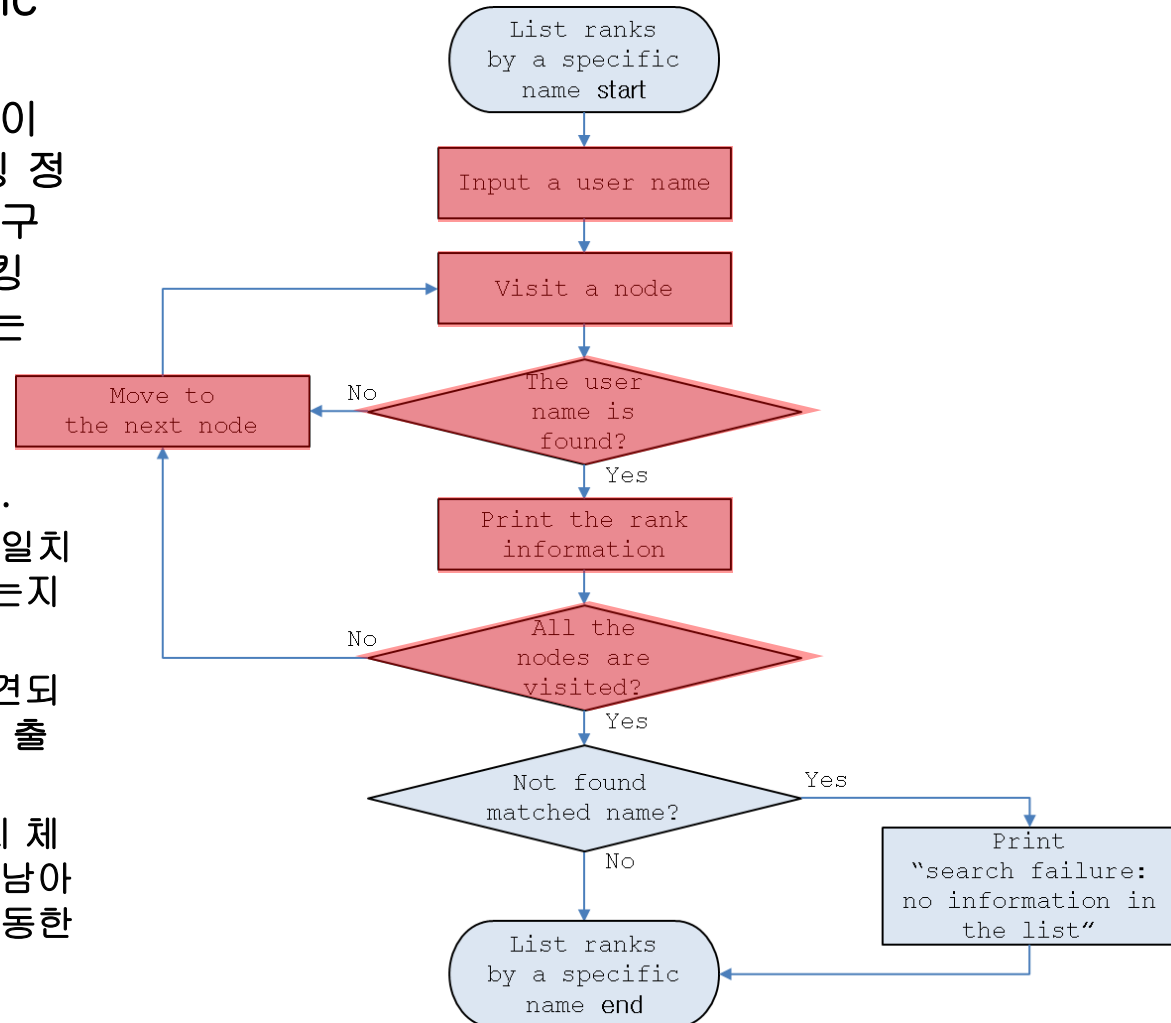 이
정
구
킹
는
.
일치
는지
견되
출
체
남아
동한
List ranks
by a specific
name start
Input a user name
Visit a node
The user
name is
found?
No
Move to
the next node
Yes
Print the rank
information
All the
nodes are
visited?
No
Yes
Not found
matched name?
Yes
Print
“search failure:
no information in
the list”
No
List ranks
by a specific
name end